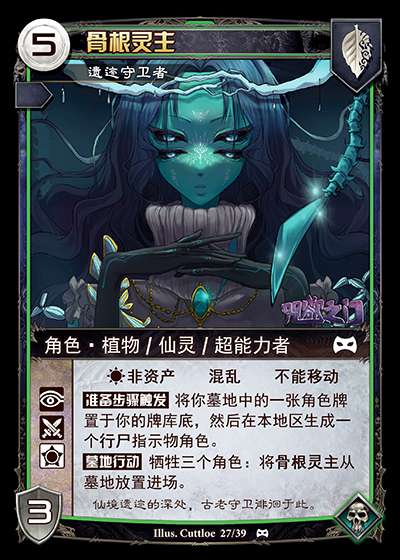 5
骨根灵主
遗迹守卫者
角色・植物 / 仙灵 / 超能力者
非资产 混乱 不能移动
准备步骤触发 将你墓地中的一张角色牌
置于你的牌库底，然后在本地区生成
一个行尸指示物角色。
墓地行动 牺牲三个角色：将骨根灵主从
墓地放置进场。
仙境遗迹的深处，古老守卫徘徊于此。
3
Illus. Cuttloe 27/39